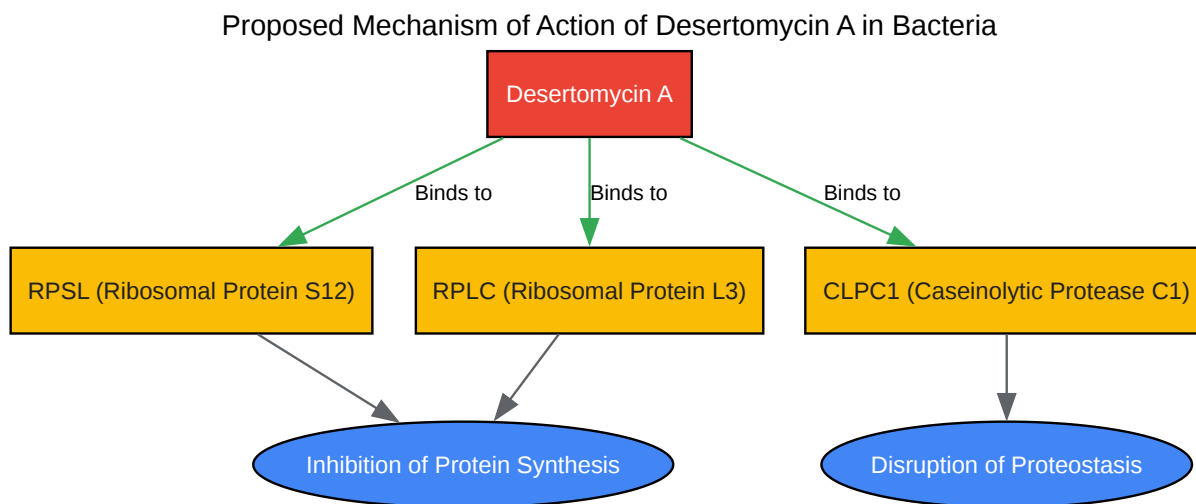 Proposed Mechanism of Action of Desertomycin A in Bacteria
Desertomycin A
Binds to
Binds to
Binds to
RPSL (Ribosomal Protein S12)
RPLC (Ribosomal Protein L3)
CLPC1 (Caseinolytic Protease C1)
Inhibition of Protein Synthesis
Disruption of Proteostasis